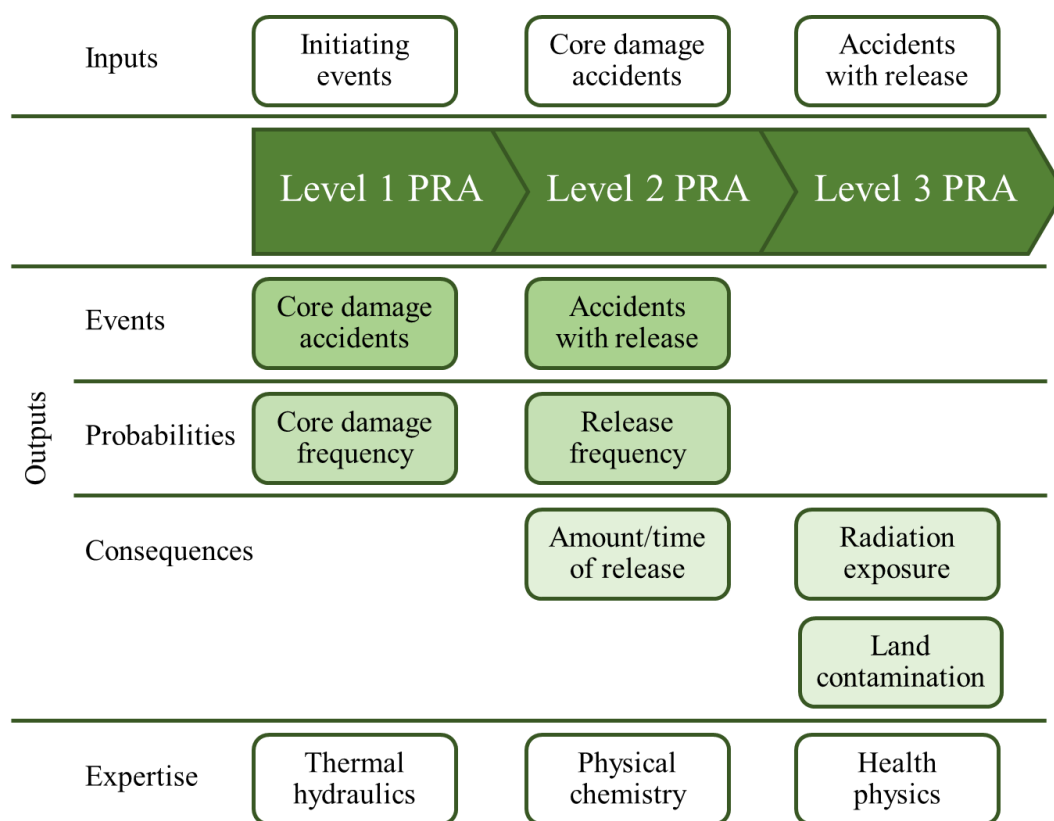 Inputs
Initiating
events
Core damage
accidents
Accidents
with release
Level 1 PRA
Level 2 PRA
Level 3 PRA
Outputs
Events
Core damage
accidents
Accidents
with release
Probabilities
Core damage
frequency
Release
frequency
Consequences
Amount/time
of release
Radiation
exposure
Land
contamination
Expertise
Thermal
hydraulics
Physical
chemistry
Health
physics